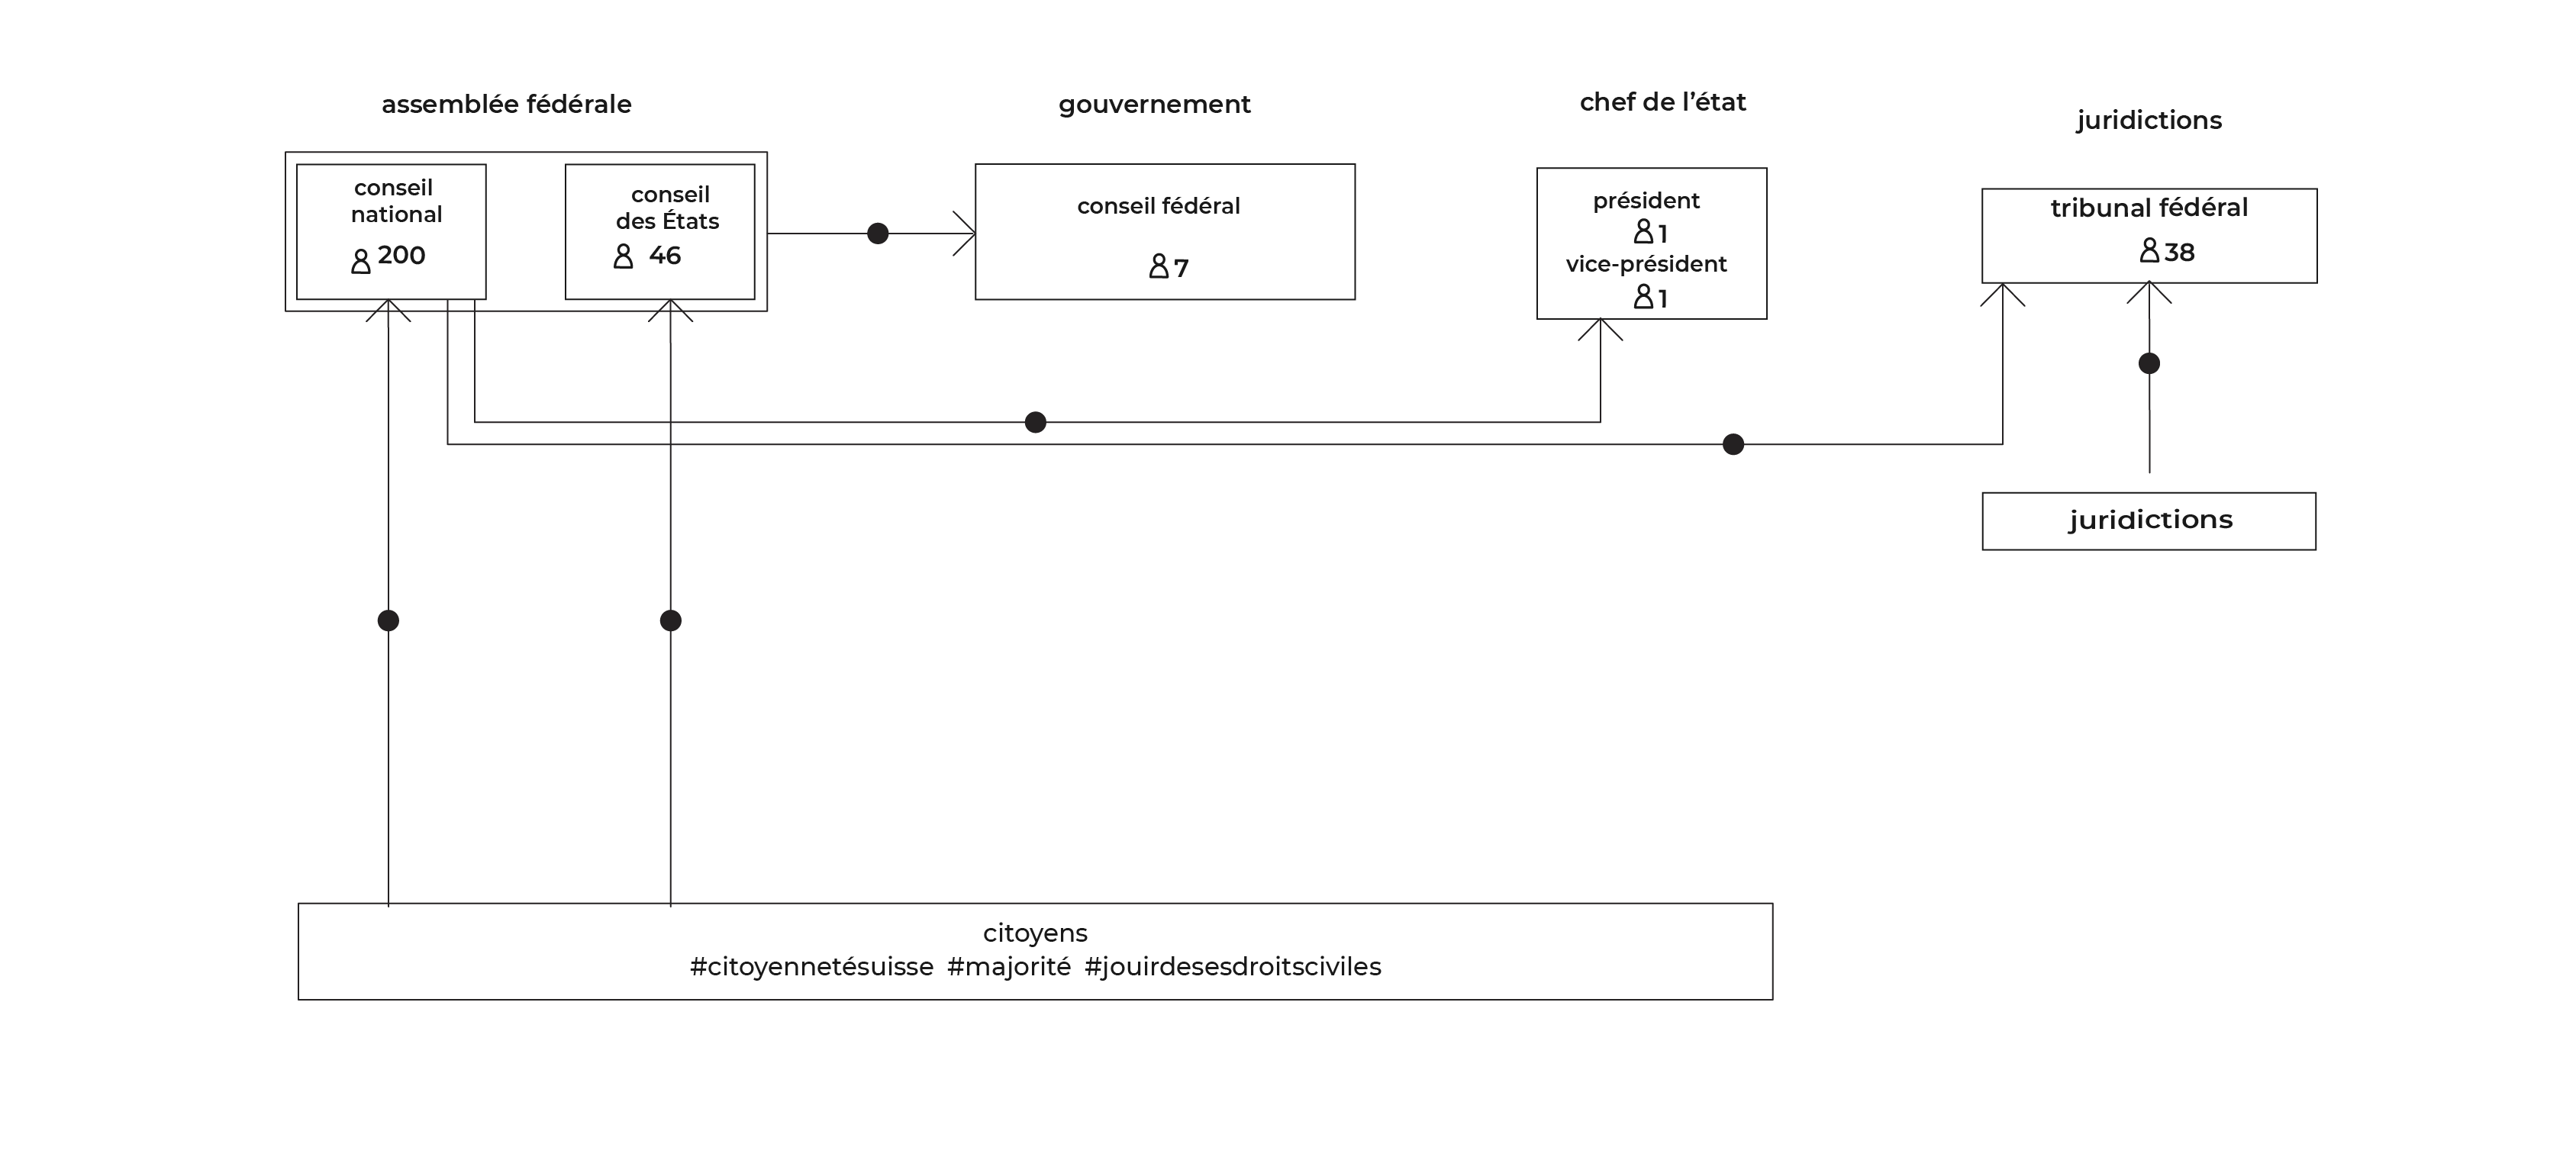 assemblée fédérale
conseil
national
200
conseil
des États
46
gouvernement
conseil fédéral
7
chef de l’état
président
1
vice-président
1
juridictions
tribunal fédéral
38
juridictions
citoyens
#citoyennetésuisse #majorité #jouirdesesdroitsciviles